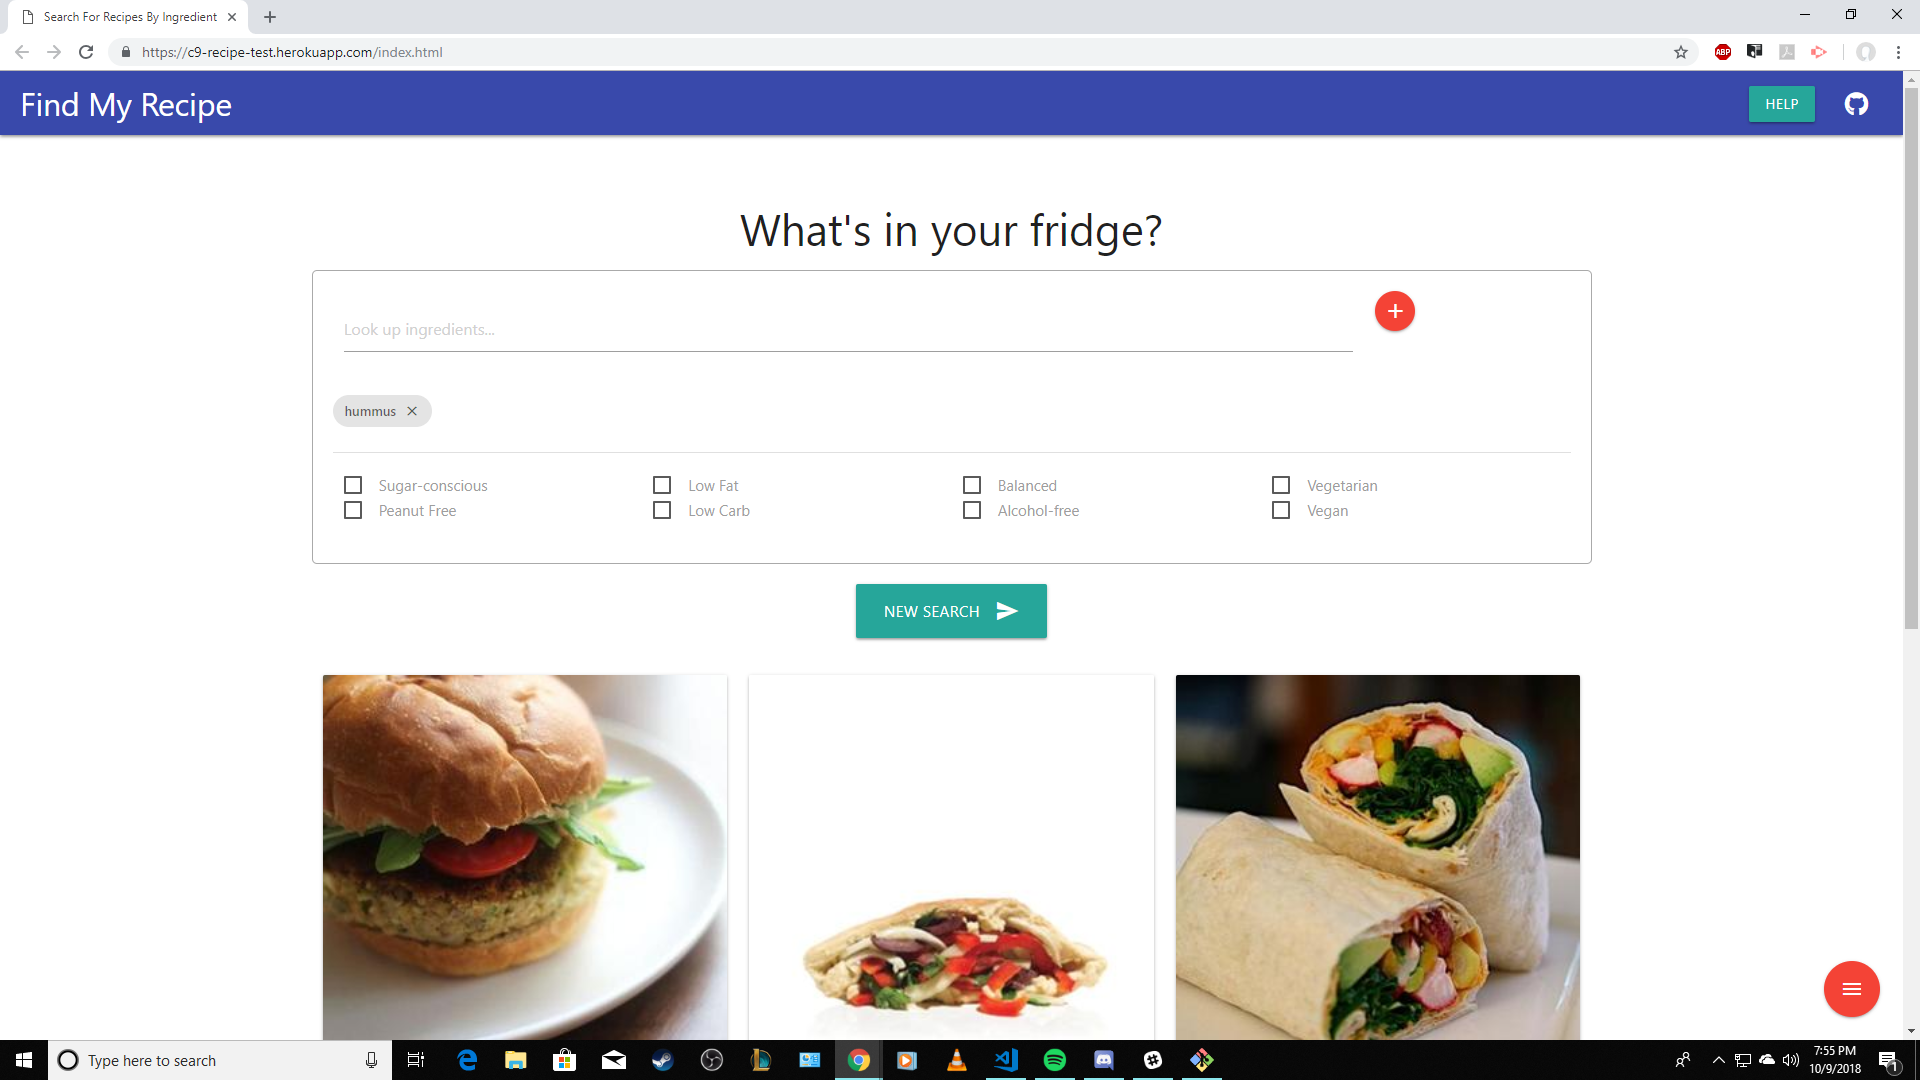 Search For Recipes By Ingredient
https://c9-recipe-test.herokuapp.com/index.html
ABP
Find My Recipe
HELP
What's in your fridge?
Look up ingredients...
hummus
Sugar-conscious
Low Fat
Balanced
Vegetarian
Peanut Free
Low Carb
Alcohol-free
Vegan
NEW SEARCH
Type here to search
7:55 PM
10/9/2018
1